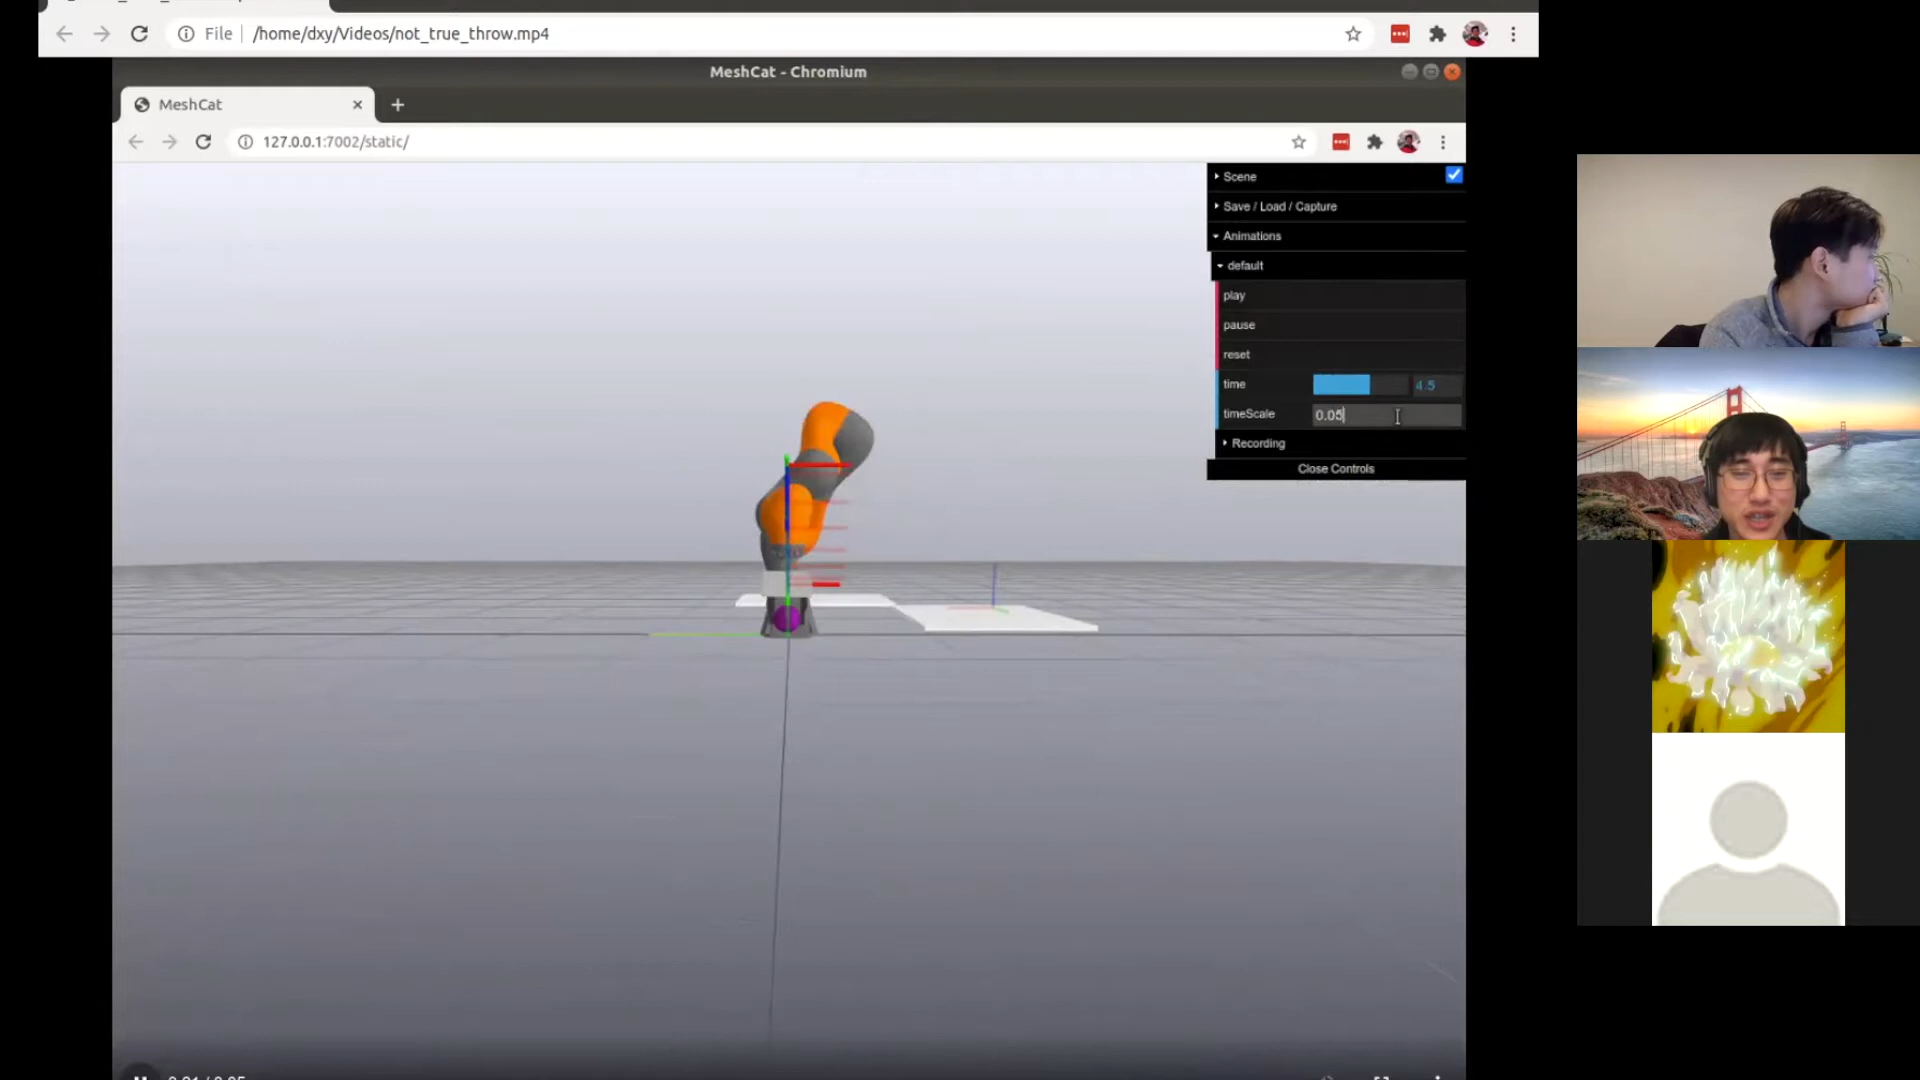 File
/home/dxy/Videos/not_true_throw.mp4
MeshCat - Chromium
MeshCat
127.0.0.1:7002/static/
Scene
Save / Load / Capture
Animations
default
play
pause
reset
time 4.5
timeScale 0.05
Recording
Close Controls